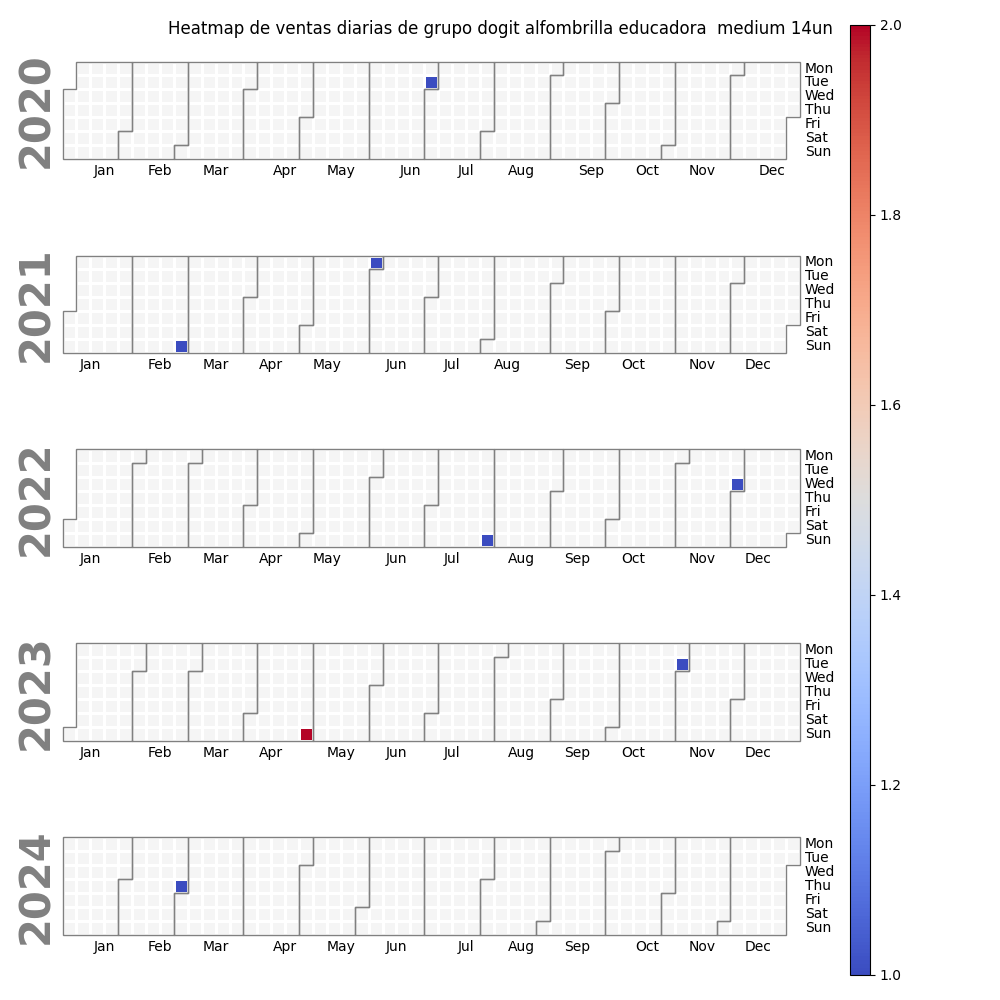 Heatmap de ventas diarias de grupo dogit alfombrilla educadora  medium 14un
2020
Mon
Tue
Wed
Thu
Fri
Sat
Sun
Jan Feb Mar Apr May Jun Jul Aug Sep Oct Nov Dec
2021
Mon
Tue
Wed
Thu
Fri
Sat
Sun
Jan Feb Mar Apr May Jun Jul Aug Sep Oct Nov Dec
2022
Mon
Tue
Wed
Thu
Fri
Sat
Sun
Jan Feb Mar Apr May Jun Jul Aug Sep Oct Nov Dec
2023
Mon
Tue
Wed
Thu
Fri
Sat
Sun
Jan Feb Mar Apr May Jun Jul Aug Sep Oct Nov Dec
2024
Mon
Tue
Wed
Thu
Fri
Sat
Sun
Jan Feb Mar Apr May Jun Jul Aug Sep Oct Nov Dec
2.0
1.8
1.6
1.4
1.2
1.0